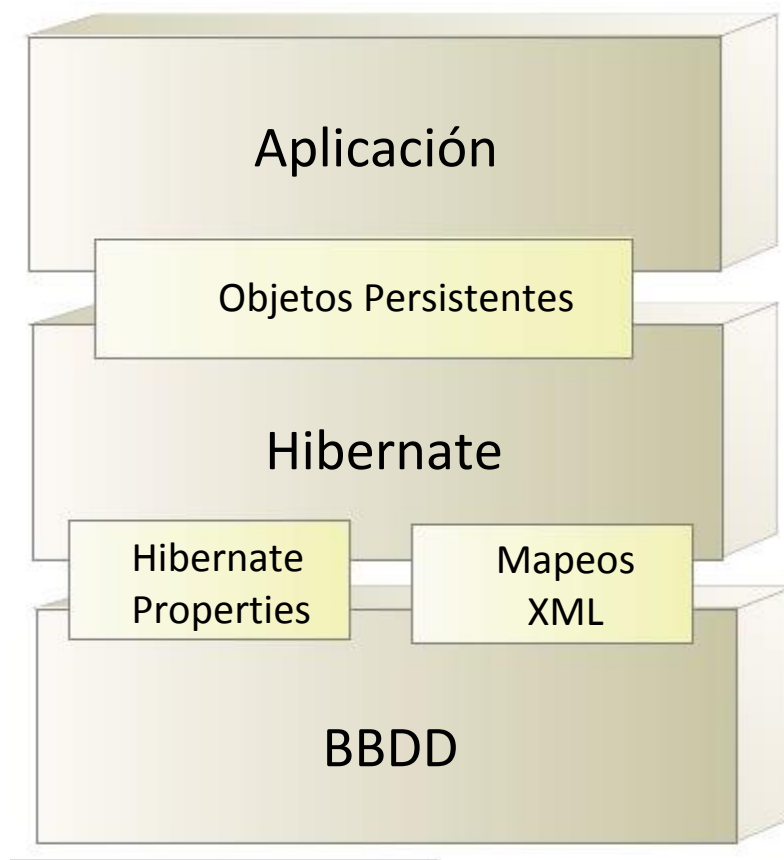 Aplicación
Objetos Persistentes
Hibernate
Hibernate
Properties
Mapeos
XML
BBDD